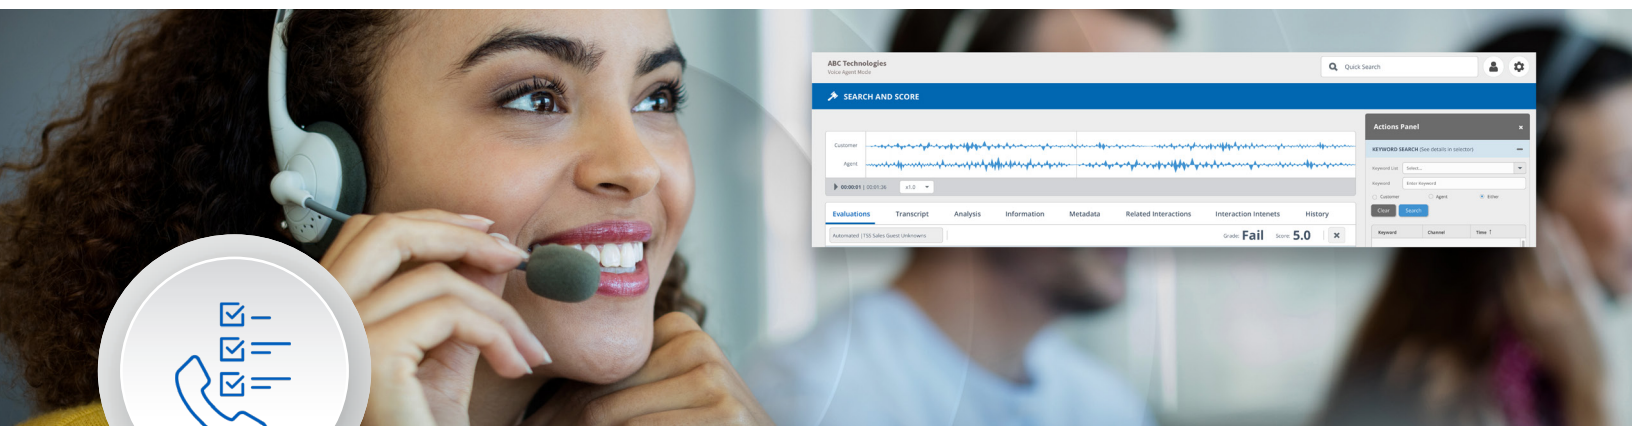 ABC Technologies
Voice Agent Mode
Quick Search
SEARCH AND SCORE
Actions Panel
KEYWORD SEARCH (See details in selector)
Customer
Agent
Keyword List
Select...
Keyword
Enter Keyword
Customer
Agent
Either
00:00:01 | 00:01:36
x1.0
Clear
Search
Evaluations
Transcript
Analysis
Information
Metadata
Related Interactions
Interaction Intenets
History
Keyword
Channel
Time ↑
Automated |TSS Sales Guest Unknowns
Grade: Fail
Score: 5.0